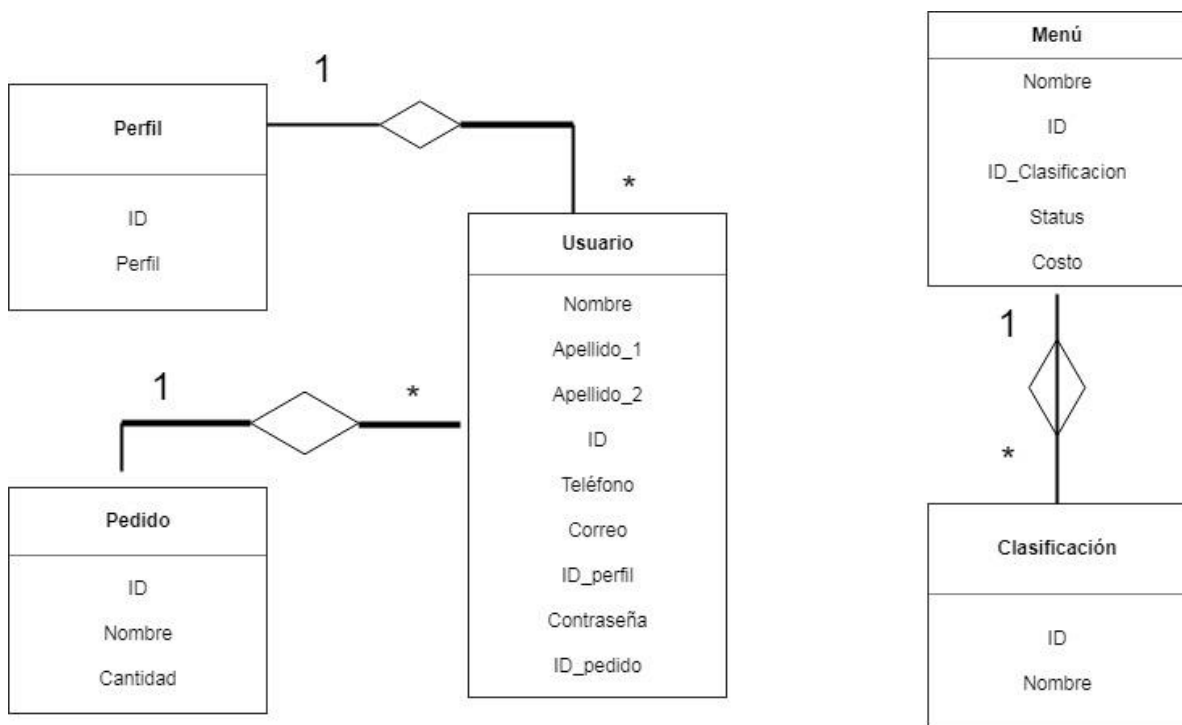 1
Perfil
ID
Perfil
*
Usuario
Nombre
Apellido_1
Apellido_2
ID
Teléfono
Correo
ID_perfil
Contraseña
ID_pedido
1
*
Pedido
ID
Nombre
Cantidad
Menú
Nombre
ID
ID_Clasificacion
Status
Costo
1
*
Clasificación
ID
Nombre